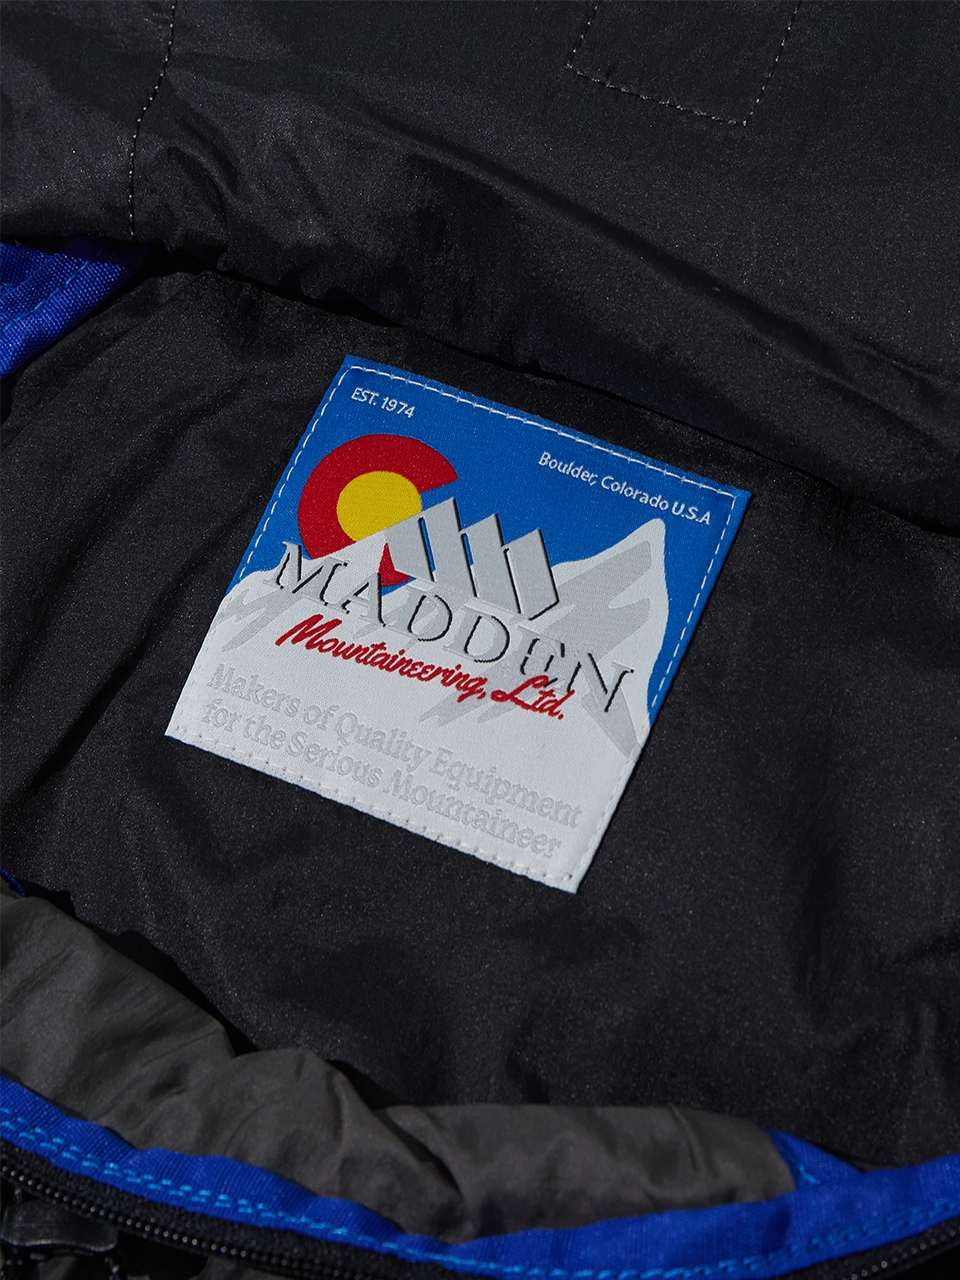 EST. 1974
Boulder, Colorado U.S.A
MADDEN
Mountaineering, Ltd.
Makers of Quality Equipment
for the Serious Mountaineer